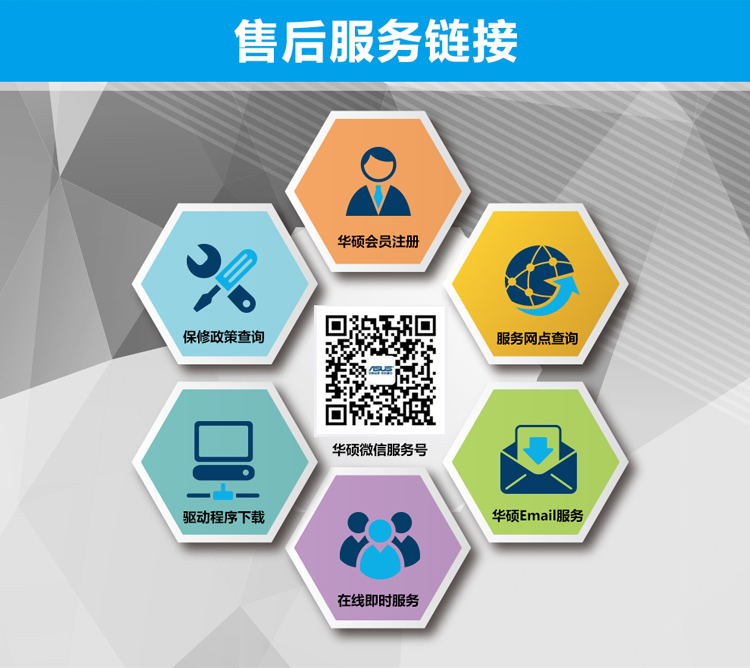 售后服务链接
华硕会员注册
保修政策查询
服务网点查询
ASUS
华硕微信服务号
驱动程序下载
华硕Email服务
在线即时服务